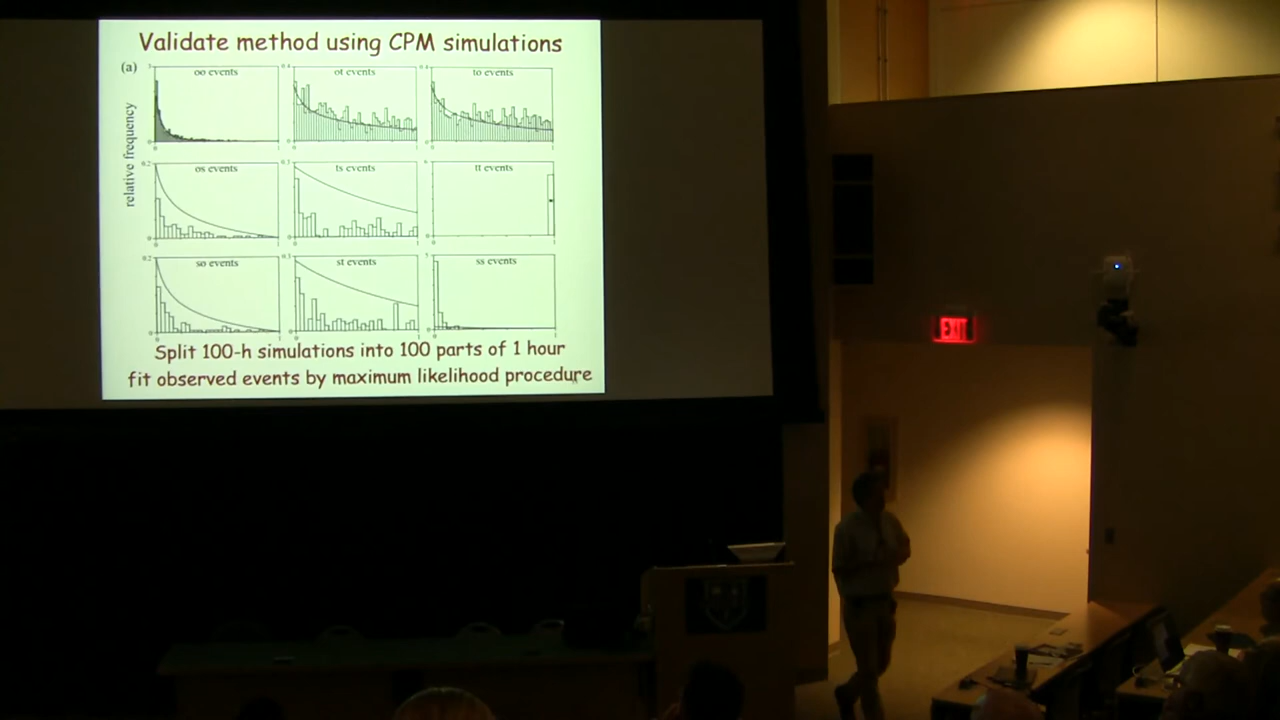 Validate method using CPM simulations
(a)
relative frequency
oo events
ot events
to events
os events
ts events
tt events
so events
st events
ss events
Split 100-h simulations into 100 parts of 1 hour
fit observed events by maximum likelihood procedure
EXIT